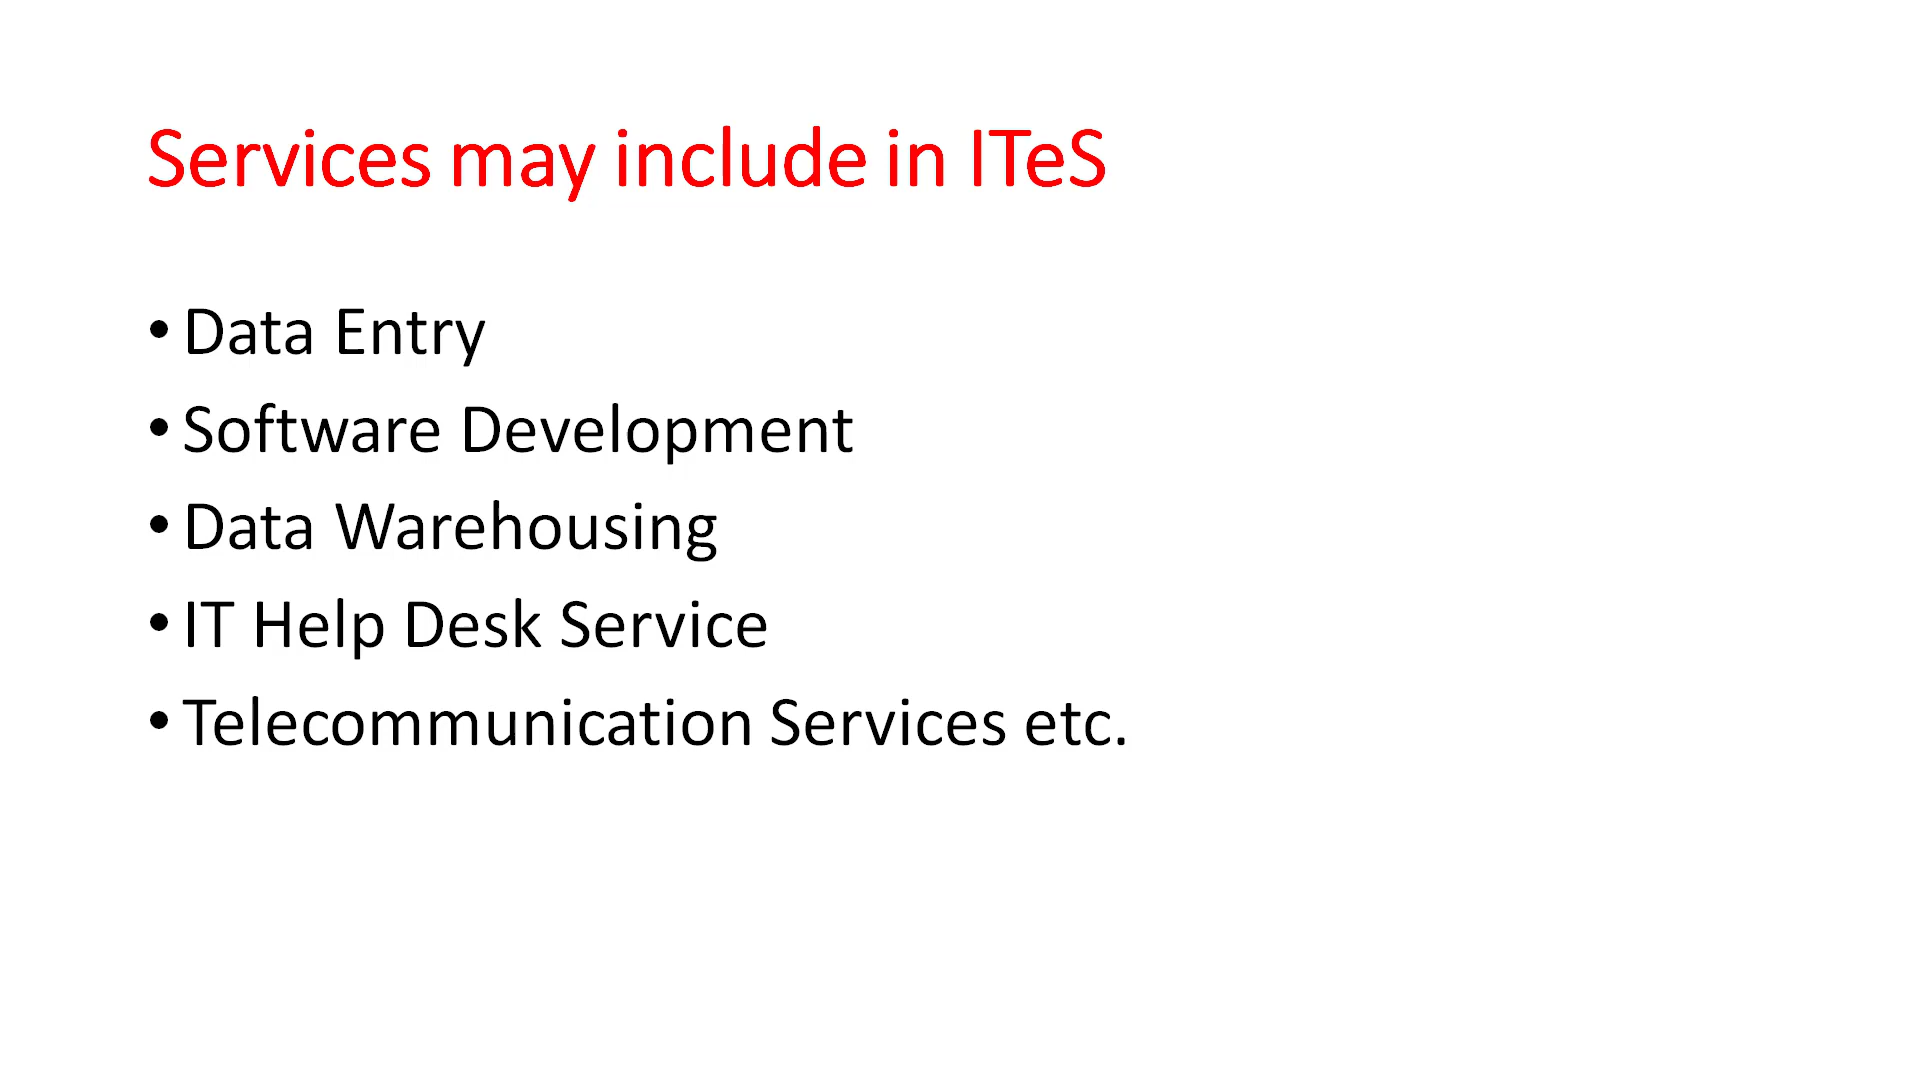 Services may include in ITeS
• Data Entry
• Software Development
• Data Warehousing
• IT Help Desk Service
• Telecommunication Services etc.